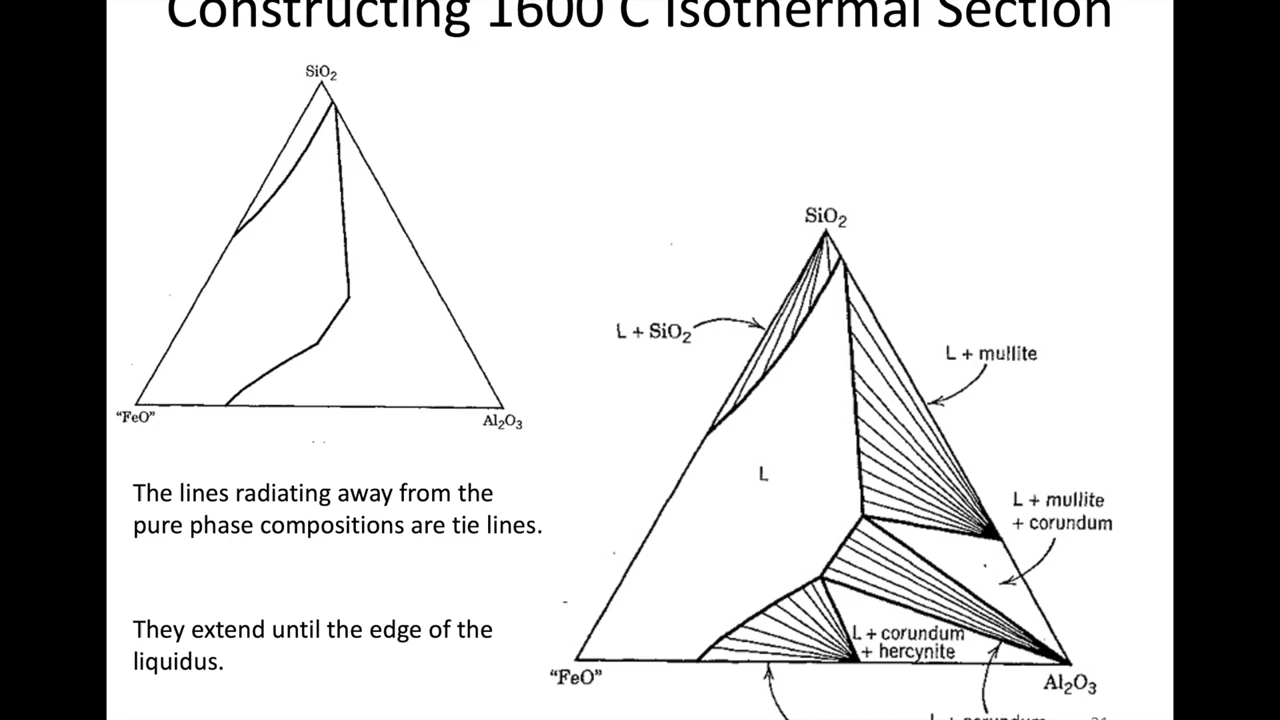 Constructing 1600 C Isothermal Section
SiO₂
"FeO"
Al₂O₃
The lines radiating away from the
pure phase compositions are tie lines.
They extend until the edge of the
liquidus.
SiO₂
L + SiO₂
L + mullite
L
L + mullite
+ corundum
L + corundum
+ hercynite
"FeO"
Al₂O₃
L + corundum